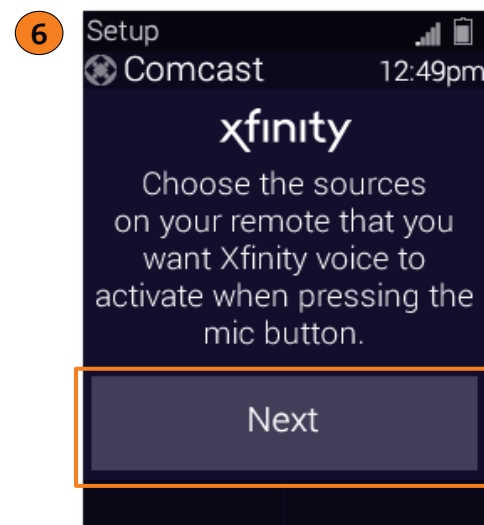 6
Setup
Comcast 12:49pm
xfinity
Choose the sources
on your remote that you
want Xfinity voice to
activate when pressing the
mic button.
Next